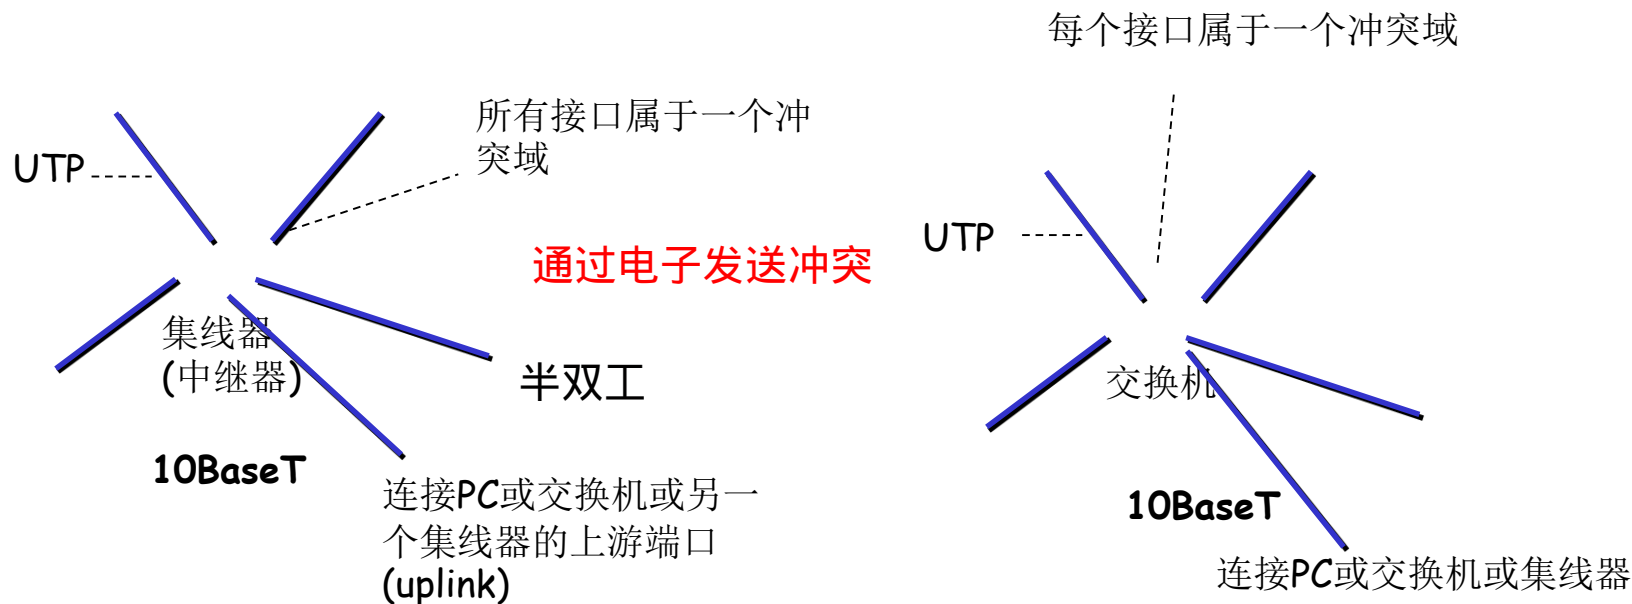 每个接口属于一个冲突域
所有接口属于一个冲
突域
UTP
UTP
通过电子发送冲突
集线器
(中继器)
半双工
交换机
10BaseT
连接PC或交换机或另一
个集线器的上游端口
(uplink)
10BaseT
连接PC或交换机或集线器